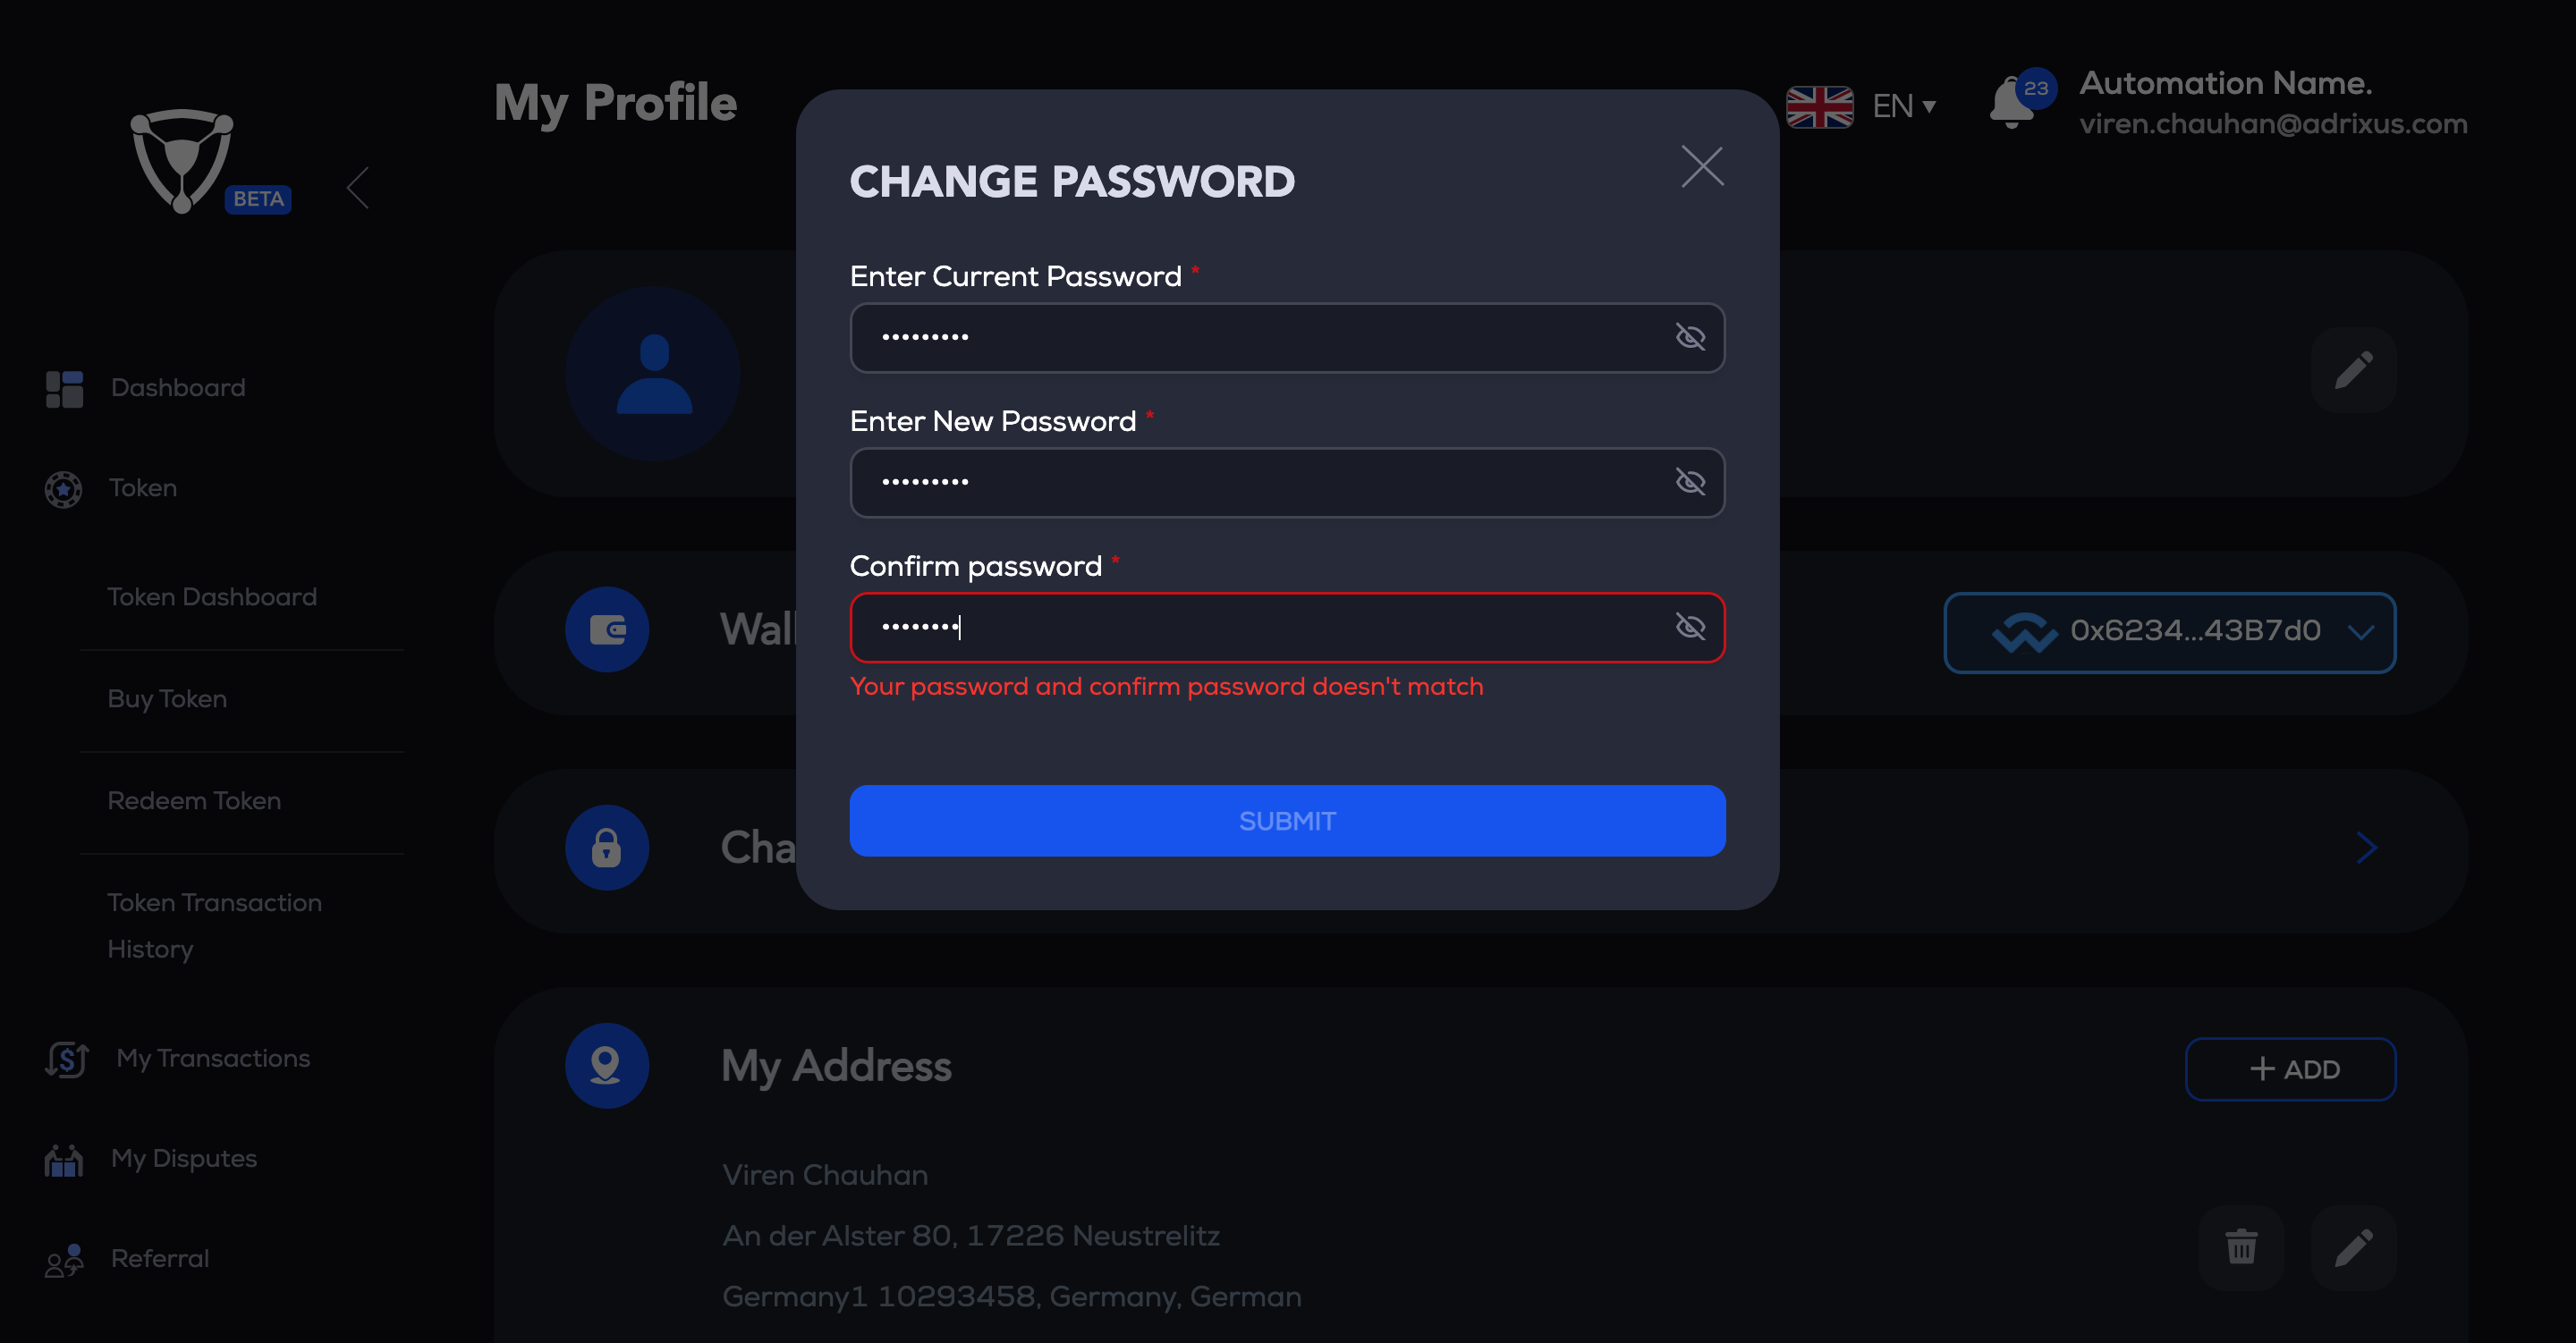 My Profile
EN
23
Automation Name.
viren.chauhan@adrixus.com
BETA
CHANGE PASSWORD
Enter Current Password *
•••••••••
Enter New Password *
•••••••••
Confirm password *
••••••••
Your password and confirm password doesn't match
SUBMIT
Dashboard
Token
Token Dashboard
Buy Token
Redeem Token
Token Transaction
History
My Transactions
My Disputes
Referral
Wall
0x6234...43B7d0
Cha
My Address
ADD
Viren Chauhan
An der Alster 80, 17226 Neustrelitz
Germany1 10293458, Germany, German